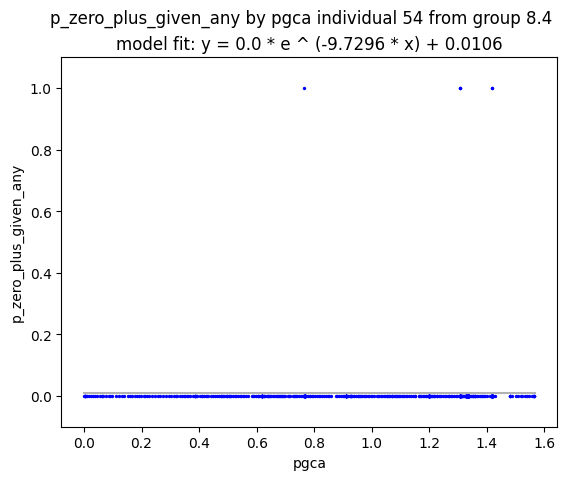 p_zero_plus_given_any by pgca individual 54 from group 8.4
model fit: y = 0.0 * e ^ (-9.7296 * x) + 0.0106
1.0
0.8
0.6
0.4
0.2
0.0
p_zero_plus_given_any
0.0 0.2 0.4 0.6 0.8 1.0 1.2 1.4 1.6
pgca